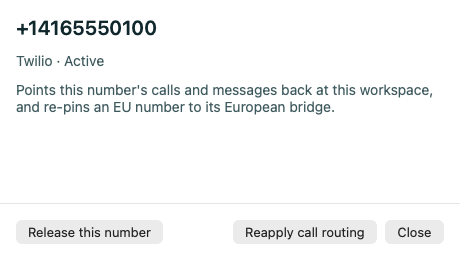 +14165550100
Twilio · Active
Points this number's calls and messages back at this workspace,
and re-pins an EU number to its European bridge.
Release this number
Reapply call routing
Close